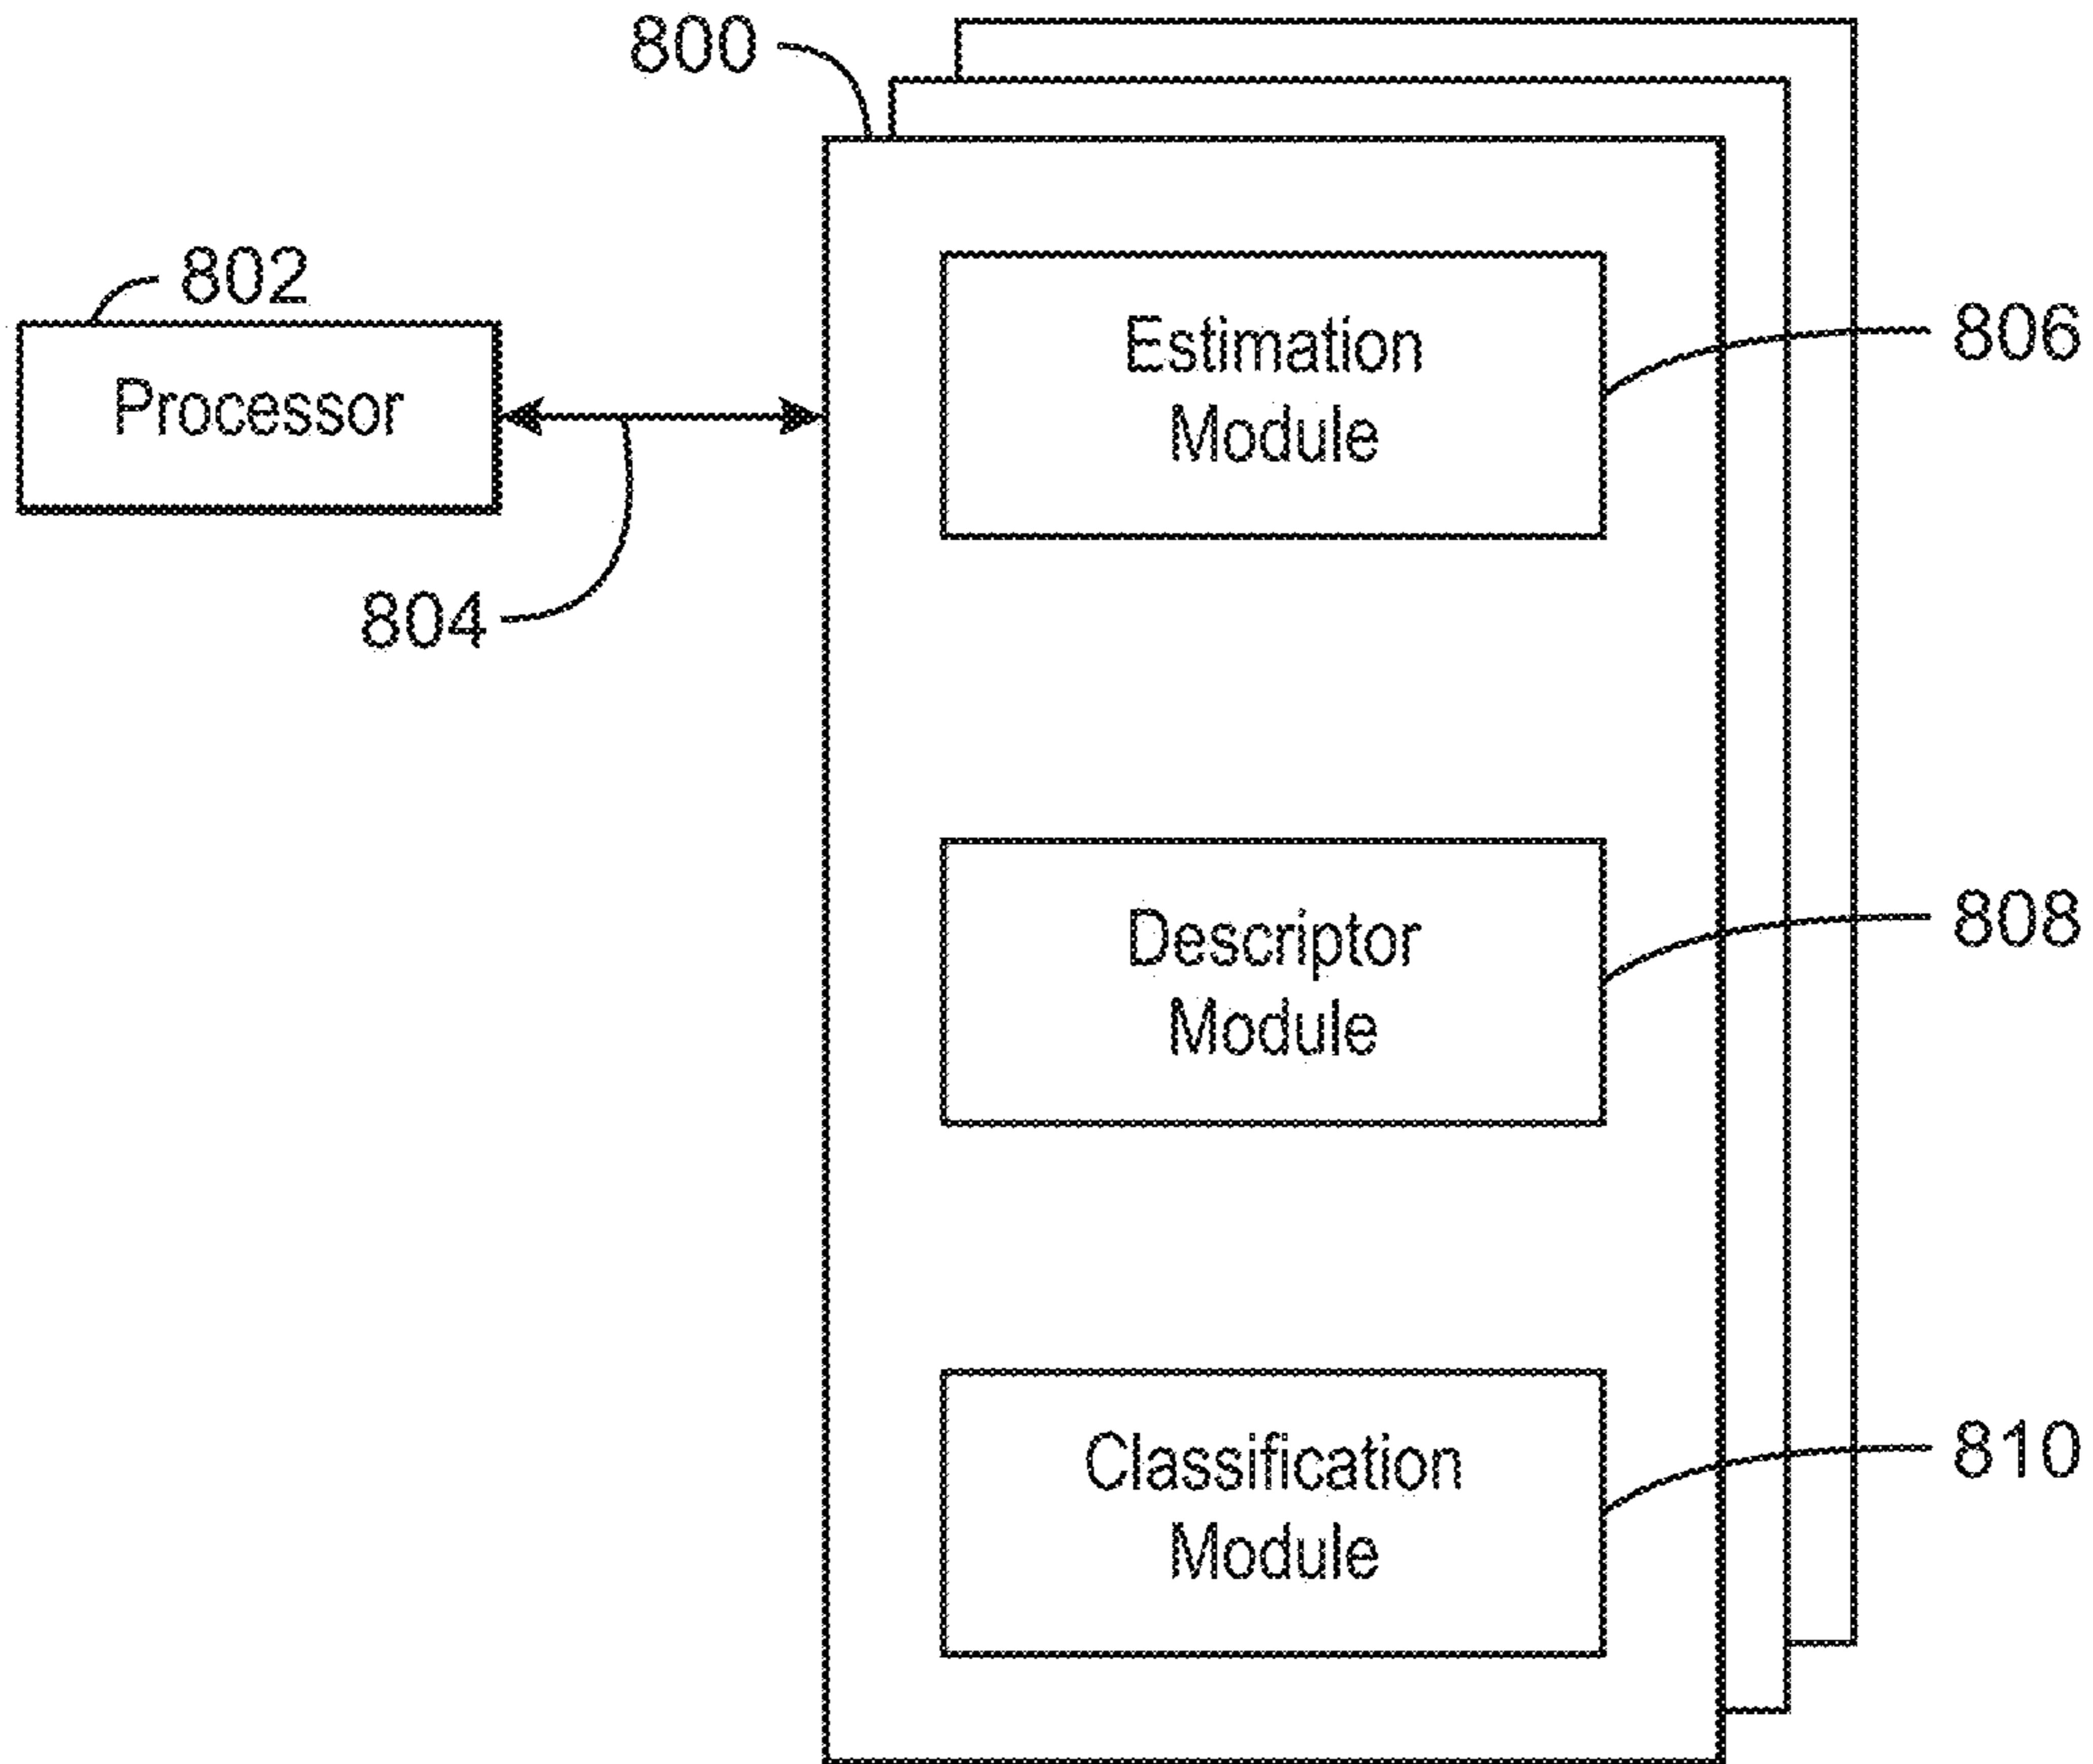 800
802
Processor
804
Estimation
Module
806
Descriptor
Module
808
Classification
Module
810